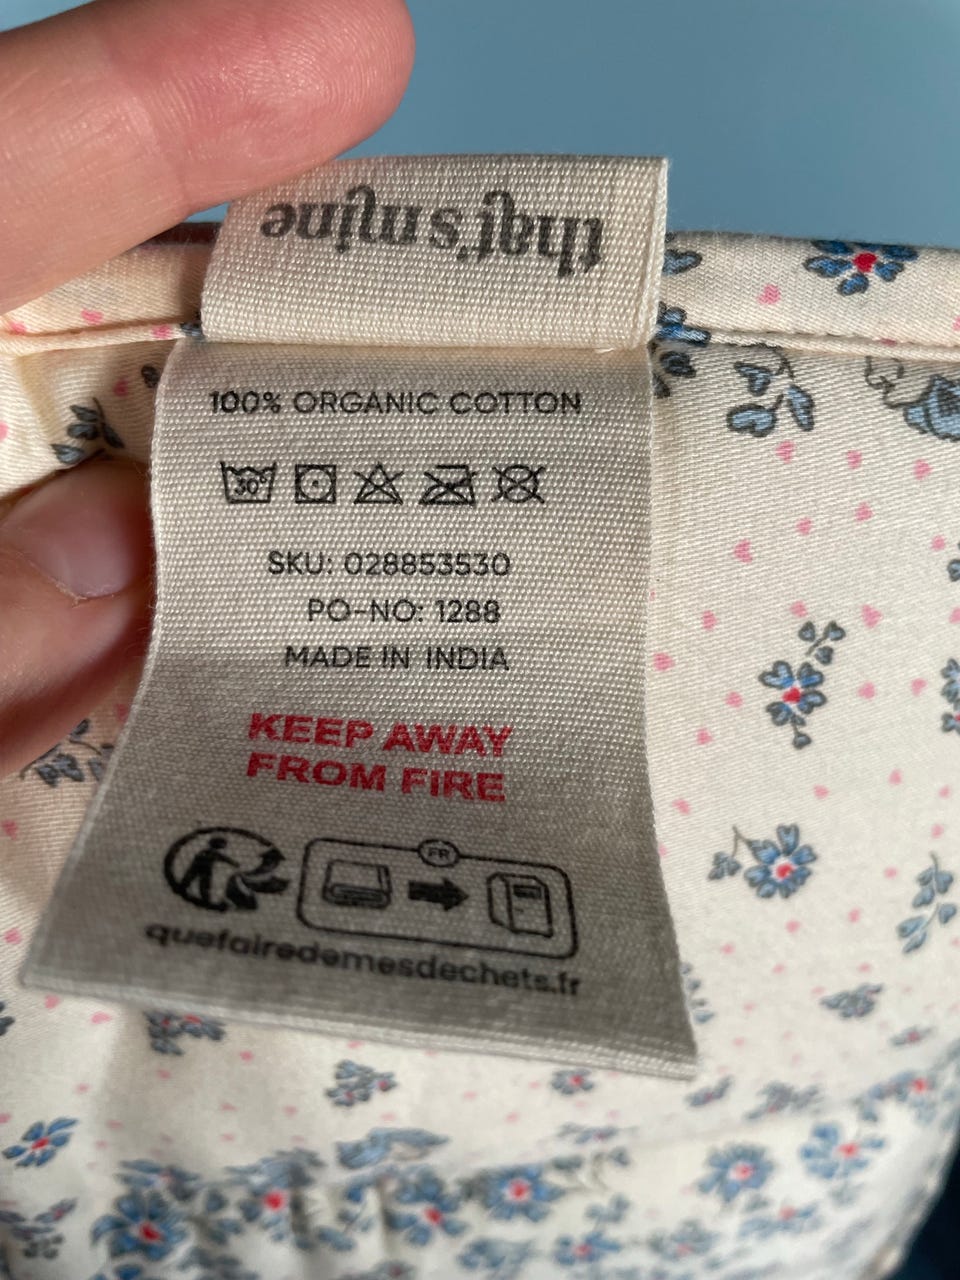 that's mine
100% ORGANIC COTTON
30°
SKU: 028853530
PO-NO: 1288
MADE IN INDIA
KEEP AWAY
FROM FIRE
FR
quefairedemesdechets.fr